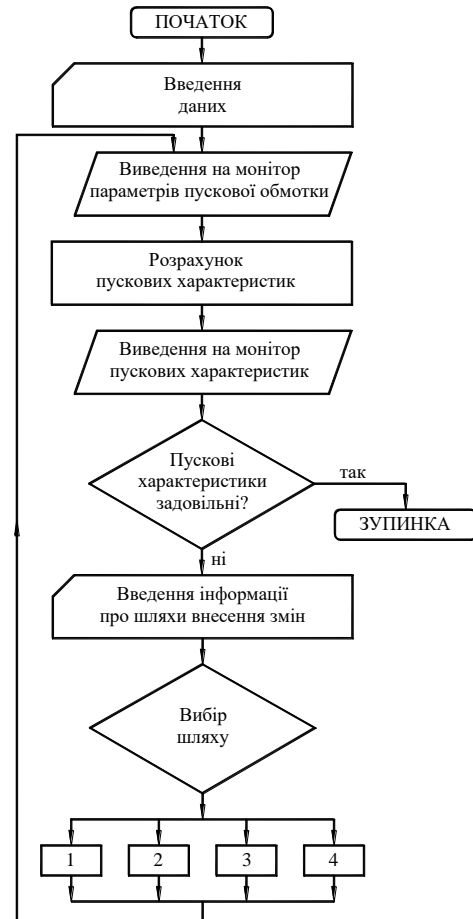 ПОЧАТОК
Введення
даних
Виведення на монітор
параметрів пускової обмотки
Розрахунок
пускових характеристик
Виведення на монітор
пускових характеристик
Пускові
характеристики
задовільні?
так
ЗУПИНКА
ні
Введення інформації
про шляхи внесення змін
Вибір
шляху
1 2 3 4